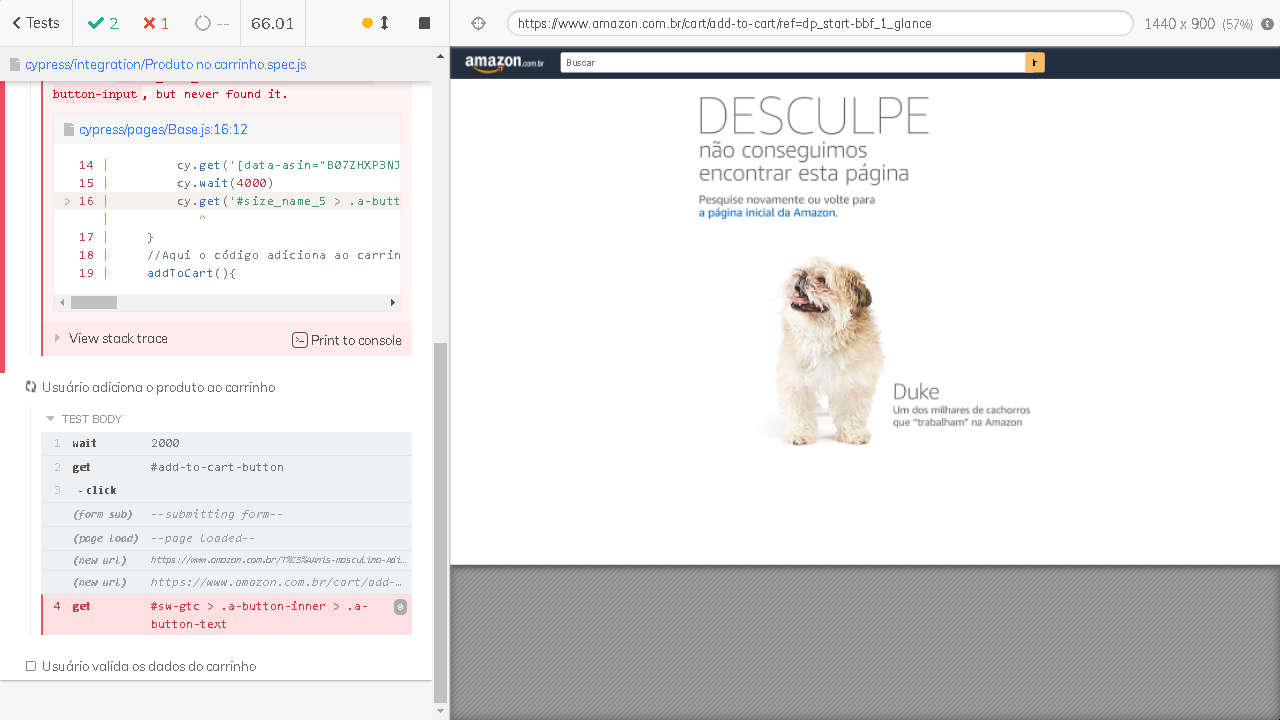 Tests
2
1
--
66.01
https://www.amazon.com.br/cart/add-to-cart/ref=dp_start-bbf_1_glance
1440 x 900 (57%)
cypress/integration/Produto no carrinho.spec.js
button-input , but never found it.
cypress/pages/Base.js:16:12
14 | cy.get('[data-asin="B07ZHXP3NJ
15 | cy.wait(4000)
16 | cy.get('#size_name_5 > .a-butt
^
17 | }
18 | //Aqui o código adiciona ao carrin
19 | addToCart(){
View stack trace
Print to console
Usuário adiciona o produto ao carrinho
TEST BODY
1 wait 2000
2 get #add-to-cart-button
3 -click
(form sub) --submitting form--
(page load) --page loaded--
(new url) https://www.amazon.com.br/T%C3%AAnis-masculino-Adi…
(new url) https://www.amazon.com.br/cart/add-…
4 get #sw-gtc > .a-button-inner > .a-
button-text
0
Usuário valida os dados do carrinho
amazon.com.br
Buscar
Ir
DESCULPE
não conseguimos
encontrar esta página
Pesquise novamente ou volte para
a página inicial da Amazon.
Duke
Um dos milhares de cachorros
que "trabalham" na Amazon